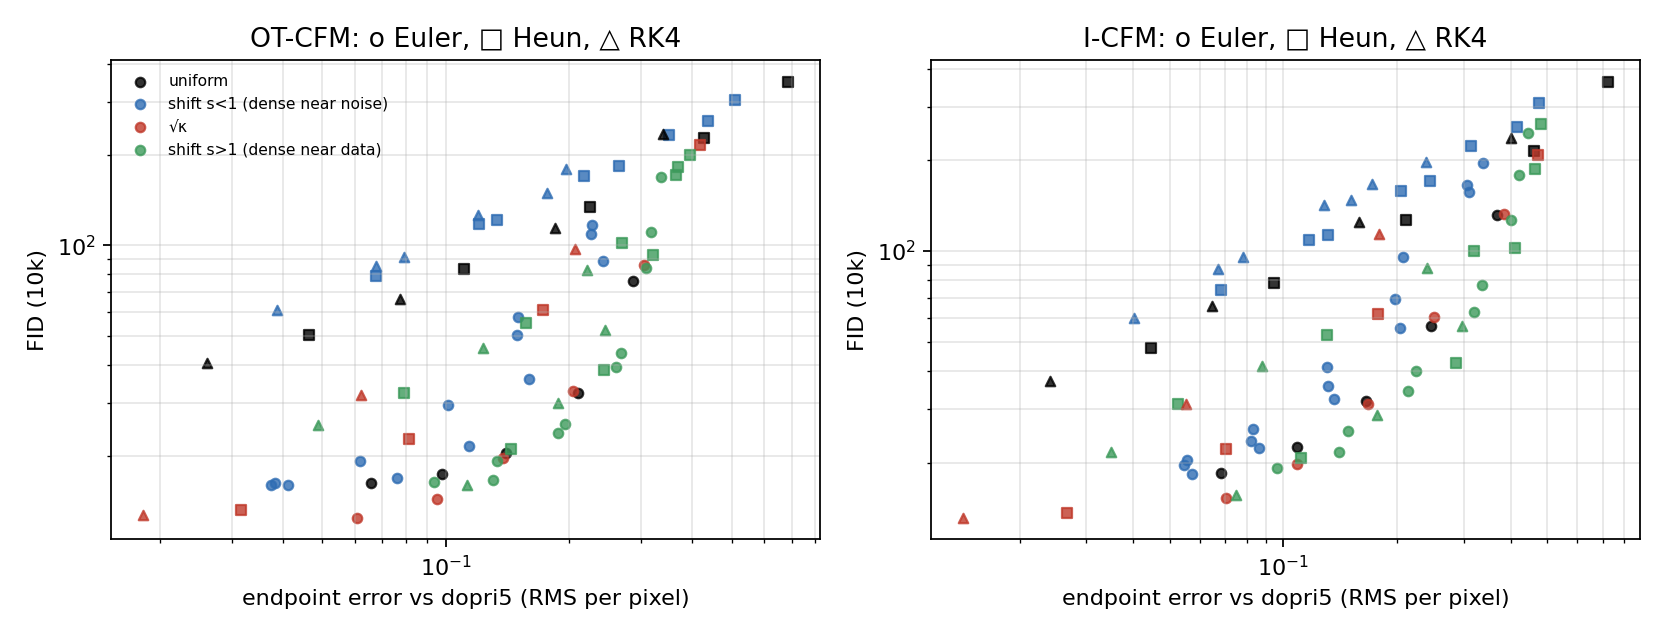 OT-CFM: o Euler, □ Heun, △ RK4
uniform
shift s<1 (dense near noise)
√κ
shift s>1 (dense near data)
FID (10k)
10²
10⁻¹
endpoint error vs dopri5 (RMS per pixel)
I-CFM: o Euler, □ Heun, △ RK4
FID (10k)
10²
10⁻¹
endpoint error vs dopri5 (RMS per pixel)